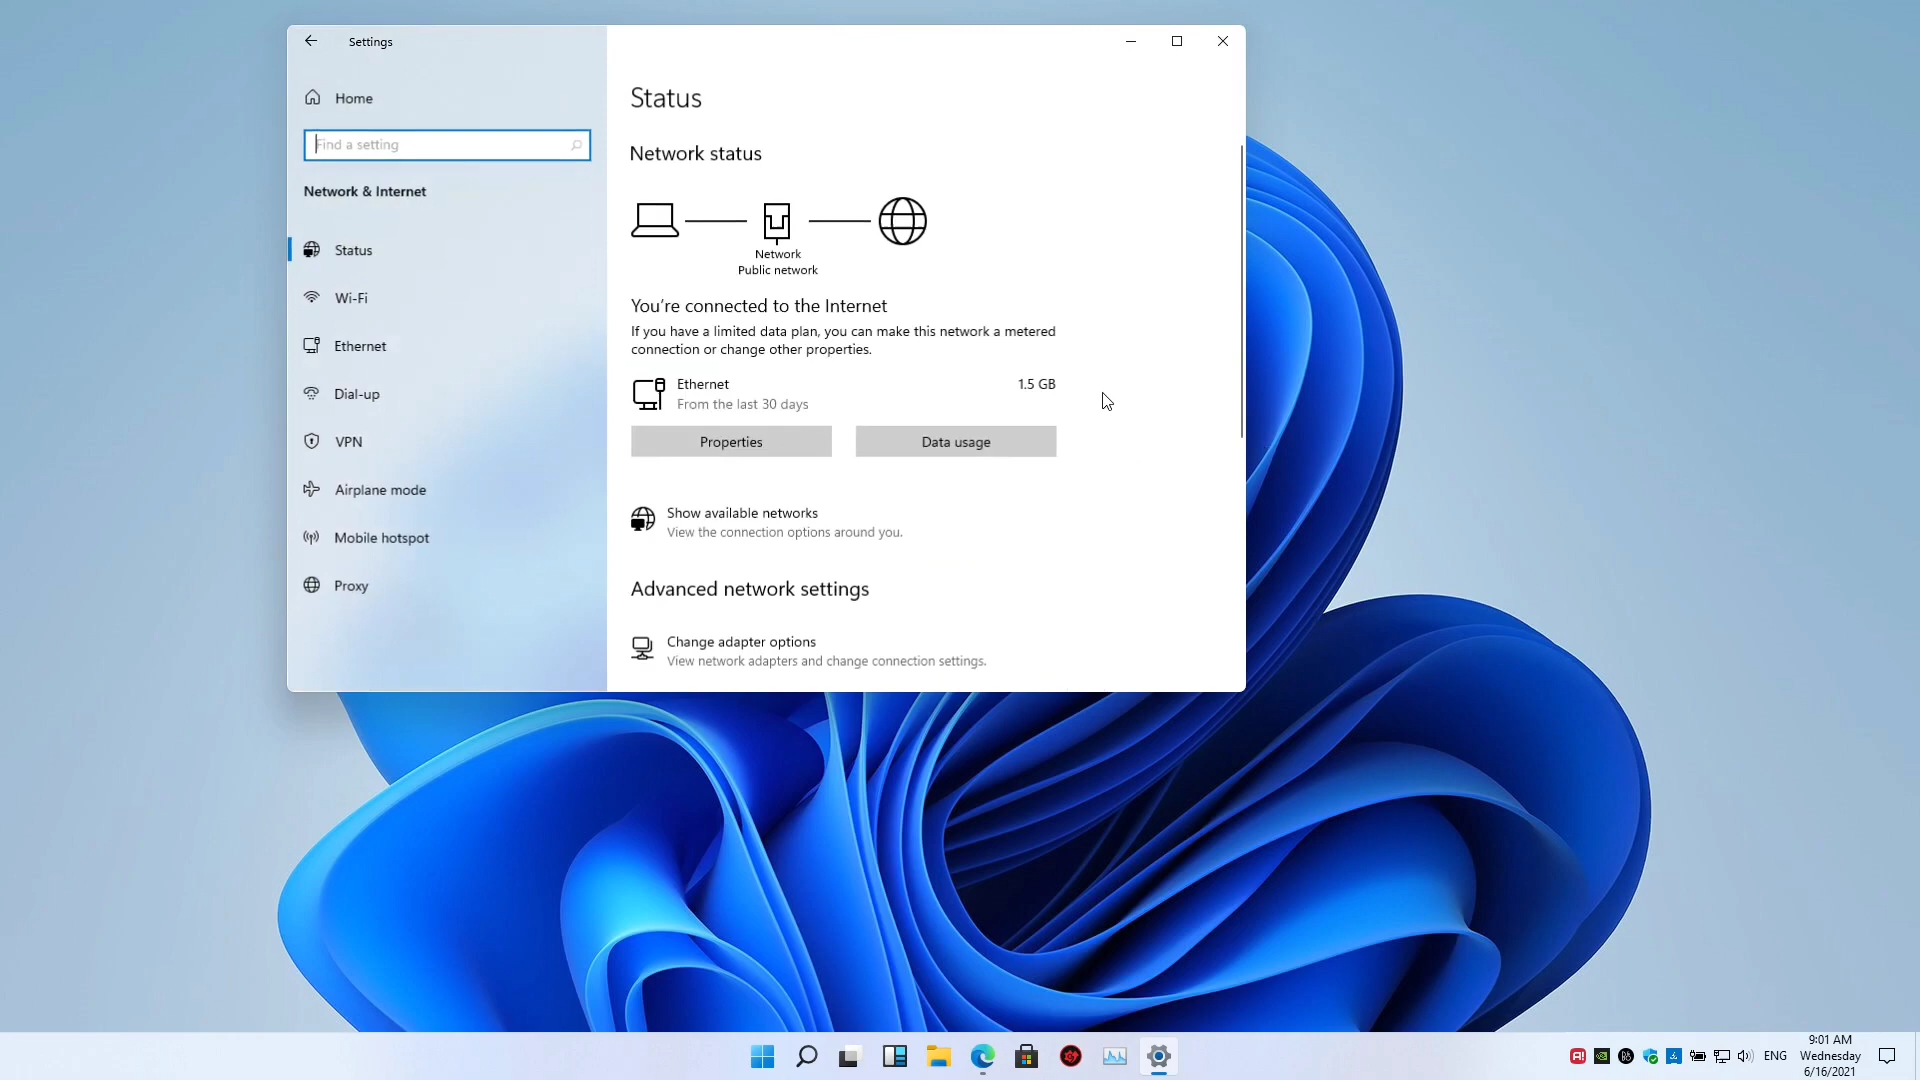 Settings
Home
Find a setting
Network & Internet
Status
Wi-Fi
Ethernet
Dial-up
VPN
Airplane mode
Mobile hotspot
Proxy
Status
Network status
Network
Public network
You're connected to the Internet
If you have a limited data plan, you can make this network a metered
connection or change other properties.
Ethernet 1.5 GB
From the last 30 days
Properties Data usage
Show available networks
View the connection options around you.
Advanced network settings
Change adapter options
View network adapters and change connection settings.
ENG
9:01 AM
Wednesday
6/16/2021